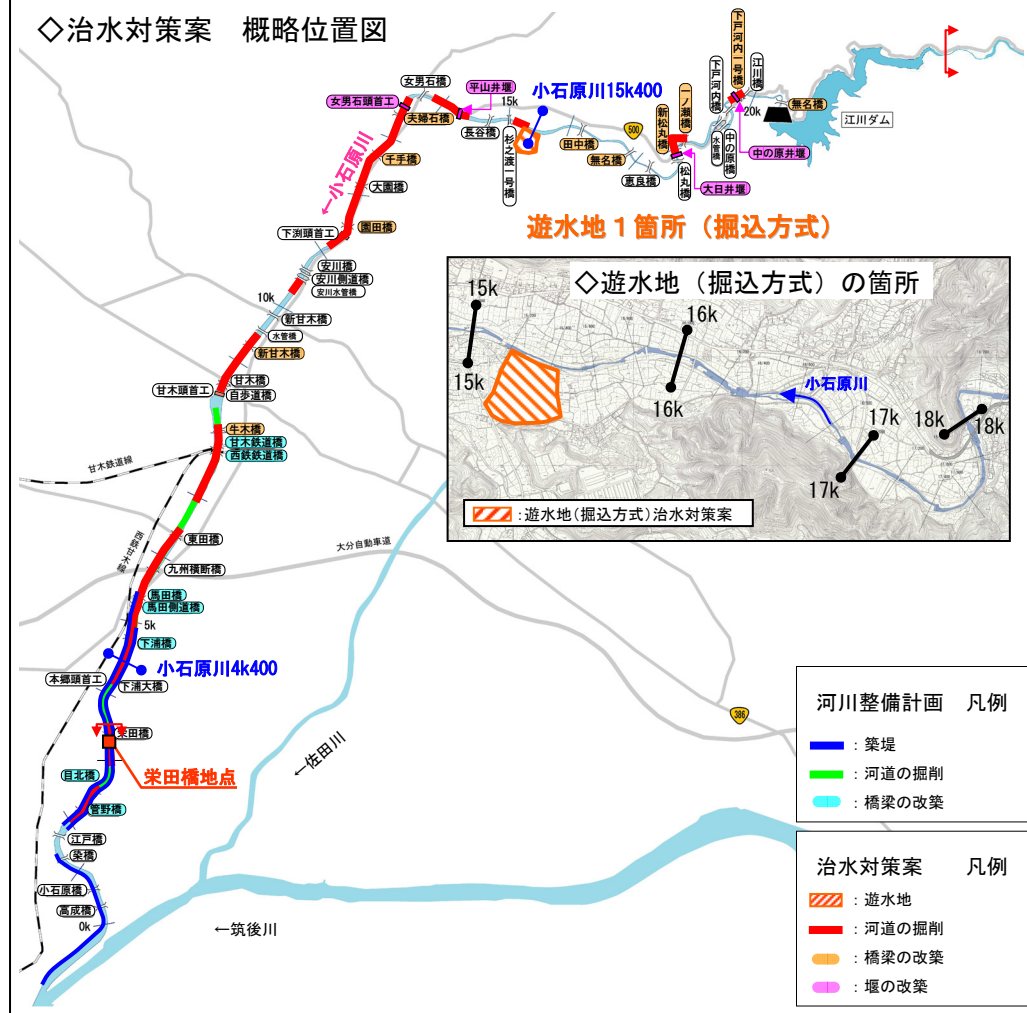 ◇治水対策案 概略位置図
女男石橋
平山井堰
女男石頭首工
夫婦石橋
15k
長谷橋
杉之渡一号橋
小石原川15k400
田中橋
無名橋
500
恵良橋
新松丸橋
一ノ瀬橋
松丸橋
大日井堰
下戸河内橋
下戸河内一号橋
江川橋
20k
水管橋
中の原橋
中の原井堰
無名橋
江川ダム
←小石原川
千手橋
大園橋
園田橋
下渕頭首工
安川橋
安川側道橋
安川水管橋
10k
新甘木橋
水管橋
新甘木橋
甘木橋
甘木頭首工
自歩道橋
牛木橋
甘木鉄道橋
西鉄鉄道橋
甘木鉄道線
西鉄甘木線
東田橋
大分自動車道
九州横断橋
馬田橋
馬田側道橋
5k
下浦橋
小石原川4k400
本郷頭首工
下浦大橋
栄田橋
栄田橋地点
目北橋
管野橋
江戸橋
染橋
小石原橋
高成橋
0k
←佐田川
←筑後川
386
遊水地1箇所(掘込方式)
◇遊水地(掘込方式)の箇所
15k
15k
16k
16k
小石原川
17k
17k
18k
18k
:遊水地(掘込方式)治水対策案
河川整備計画 凡例
:築堤
:河道の掘削
:橋梁の改築
治水対策案 凡例
:遊水地
:河道の掘削
:橋梁の改築
:堰の改築